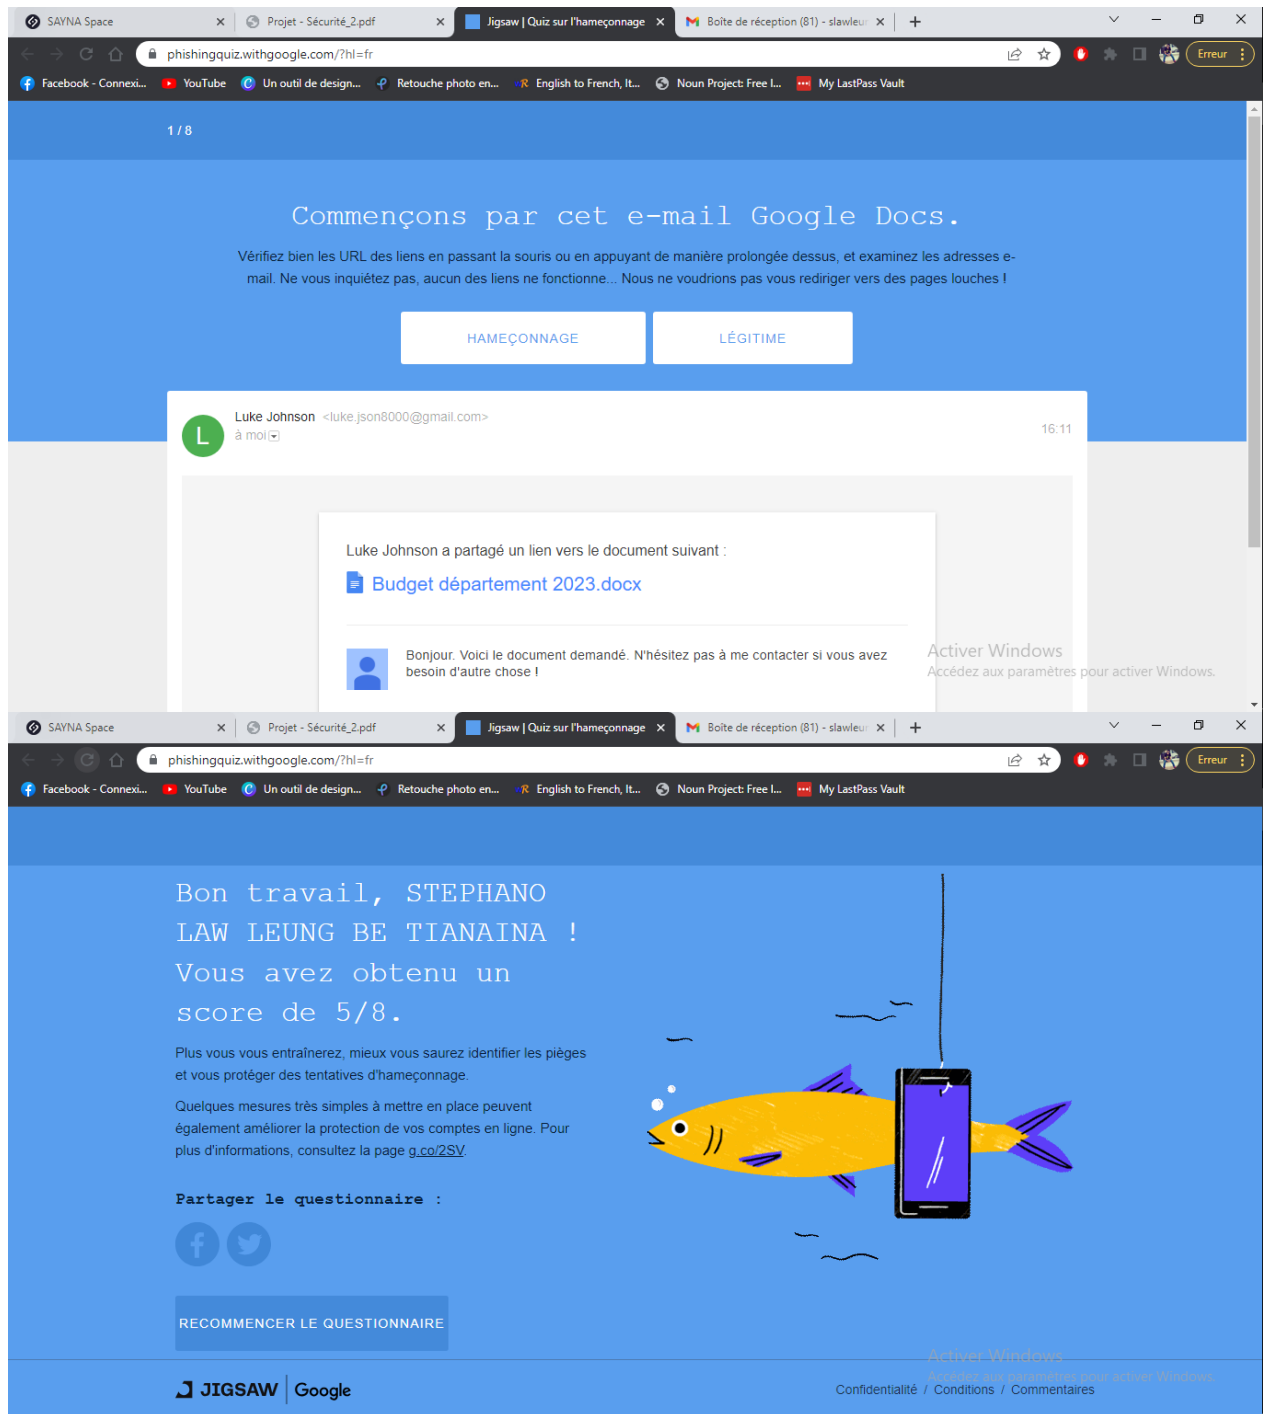 SAYNA Space
Projet - Sécurité_2.pdf
Jigsaw | Quiz sur l'hameçonnage
Boîte de réception (81) - slawleur
phishingquiz.withgoogle.com/?hl=fr
Erreur
Facebook - Connexi...
YouTube
Un outil de design...
Retouche photo en...
English to French, It...
Noun Project: Free I...
My LastPass Vault
1 / 8
Commençons par cet e-mail Google Docs.
Vérifiez bien les URL des liens en passant la souris ou en appuyant de manière prolongée dessus, et examinez les adresses e-
mail. Ne vous inquiétez pas, aucun des liens ne fonctionne... Nous ne voudrions pas vous rediriger vers des pages louches !
HAMEÇONNAGE
LÉGITIME
L
Luke Johnson <luke.json8000@gmail.com>
à moi
16:11
Luke Johnson a partagé un lien vers le document suivant :
Budget département 2023.docx
Bonjour. Voici le document demandé. N'hésitez pas à me contacter si vous avez
besoin d'autre chose !
Activer Windows
Accédez aux paramètres pour activer Windows.
SAYNA Space
Projet - Sécurité_2.pdf
Jigsaw | Quiz sur l'hameçonnage
Boîte de réception (81) - slawleur
phishingquiz.withgoogle.com/?hl=fr
Erreur
Facebook - Connexi...
YouTube
Un outil de design...
Retouche photo en...
English to French, It...
Noun Project: Free I...
My LastPass Vault
Bon travail, STEPHANO
LAW LEUNG BE TIANAINA !
Vous avez obtenu un
score de 5/8.
Plus vous vous entraînerez, mieux vous saurez identifier les pièges
et vous protéger des tentatives d'hameçonnage.
Quelques mesures très simples à mettre en place peuvent
également améliorer la protection de vos comptes en ligne. Pour
plus d'informations, consultez la page g.co/2SV.
Partager le questionnaire :
RECOMMENCER LE QUESTIONNAIRE
Activer Windows
Accédez aux paramètres pour activer Windows.
JIGSAW | Google
Confidentialité / Conditions / Commentaires